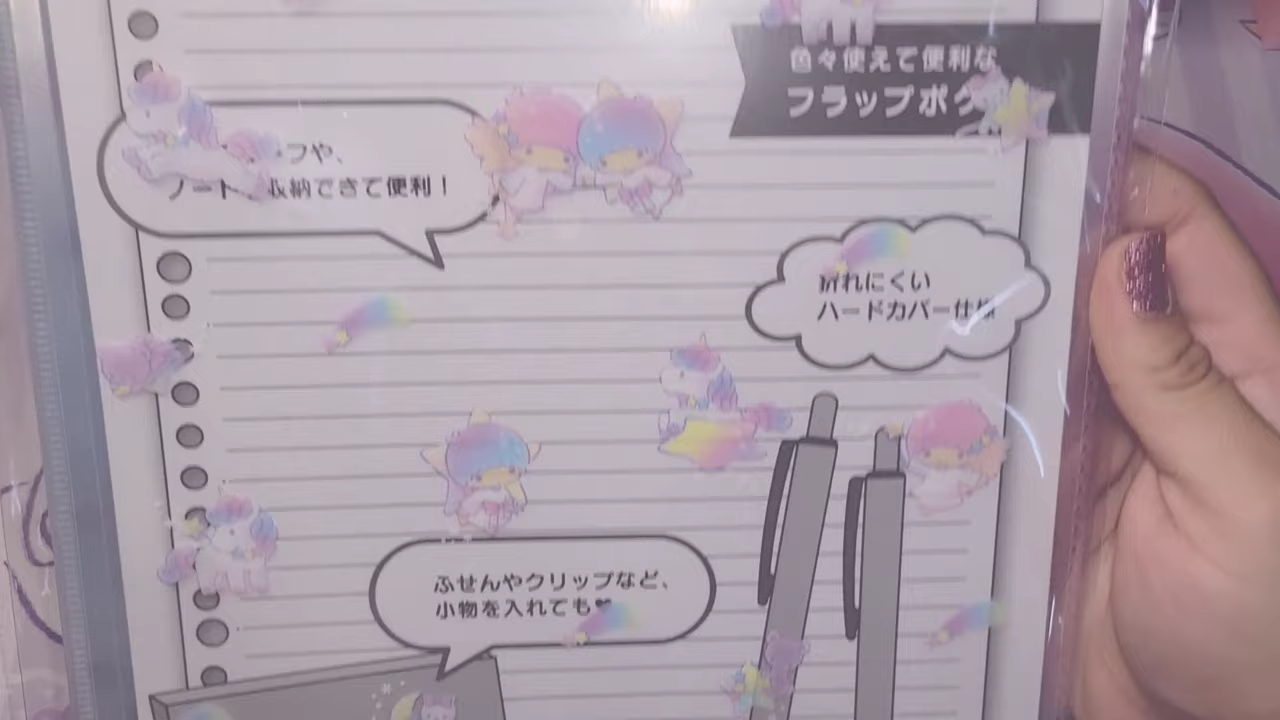 色々使えて便利な
フラップポケ
フや、
ノート 収納できて便利!
折れにくい
ハードカバー仕様
ふせんやクリップなど、
小物を入れても♥